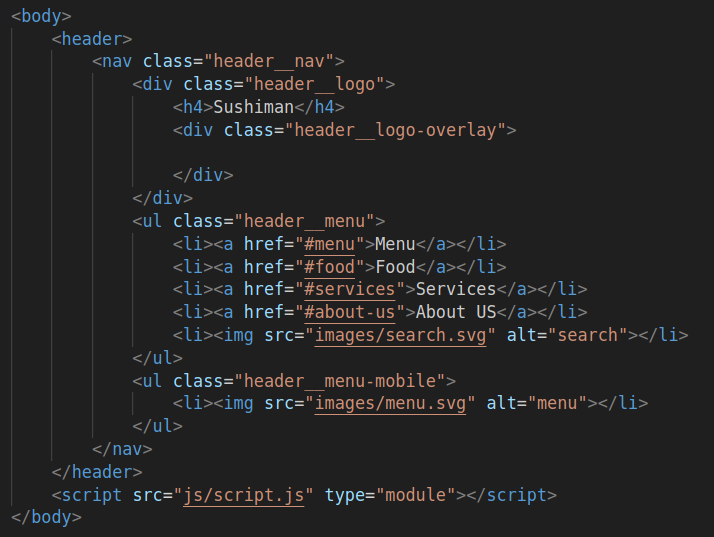 <body>
    <header>
        <nav class="header__nav">
            <div class="header__logo">
                <h4>Sushiman</h4>
                <div class="header__logo-overlay">

                </div>
            </div>
            <ul class="header__menu">
                <li><a href="#menu">Menu</a></li>
                <li><a href="#food">Food</a></li>
                <li><a href="#services">Services</a></li>
                <li><a href="#about-us">About US</a></li>
                <li><img src="images/search.svg" alt="search"></li>
            </ul>
            <ul class="header__menu-mobile">
                <li><img src="images/menu.svg" alt="menu"></li>
            </ul>
        </nav>
    </header>
    <script src="js/script.js" type="module"></script>
</body>